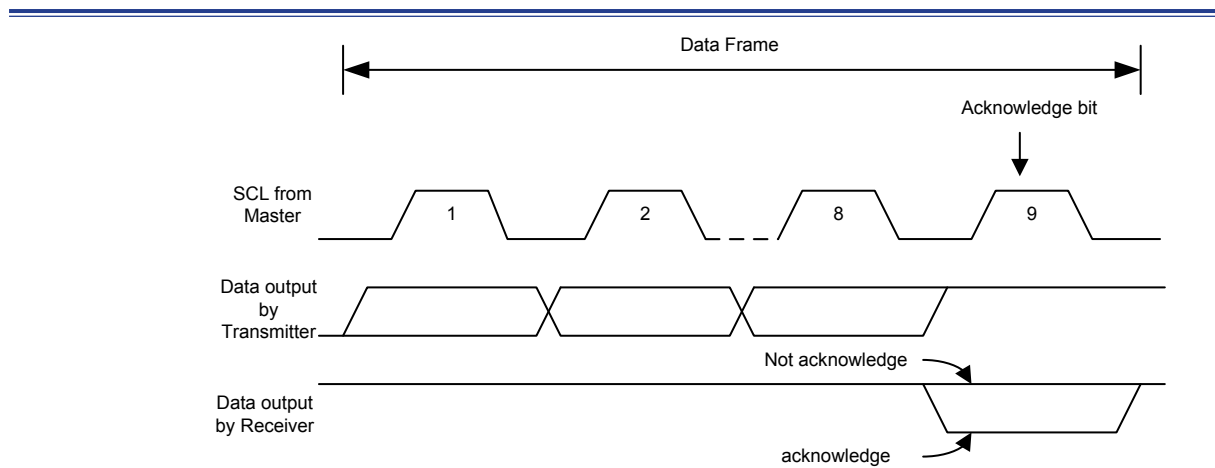 Data Frame
Acknowledge bit
SCL from
Master
1
2
8
9
Data output
by
Transmitter
Not acknowledge
Data output
by Receiver
acknowledge